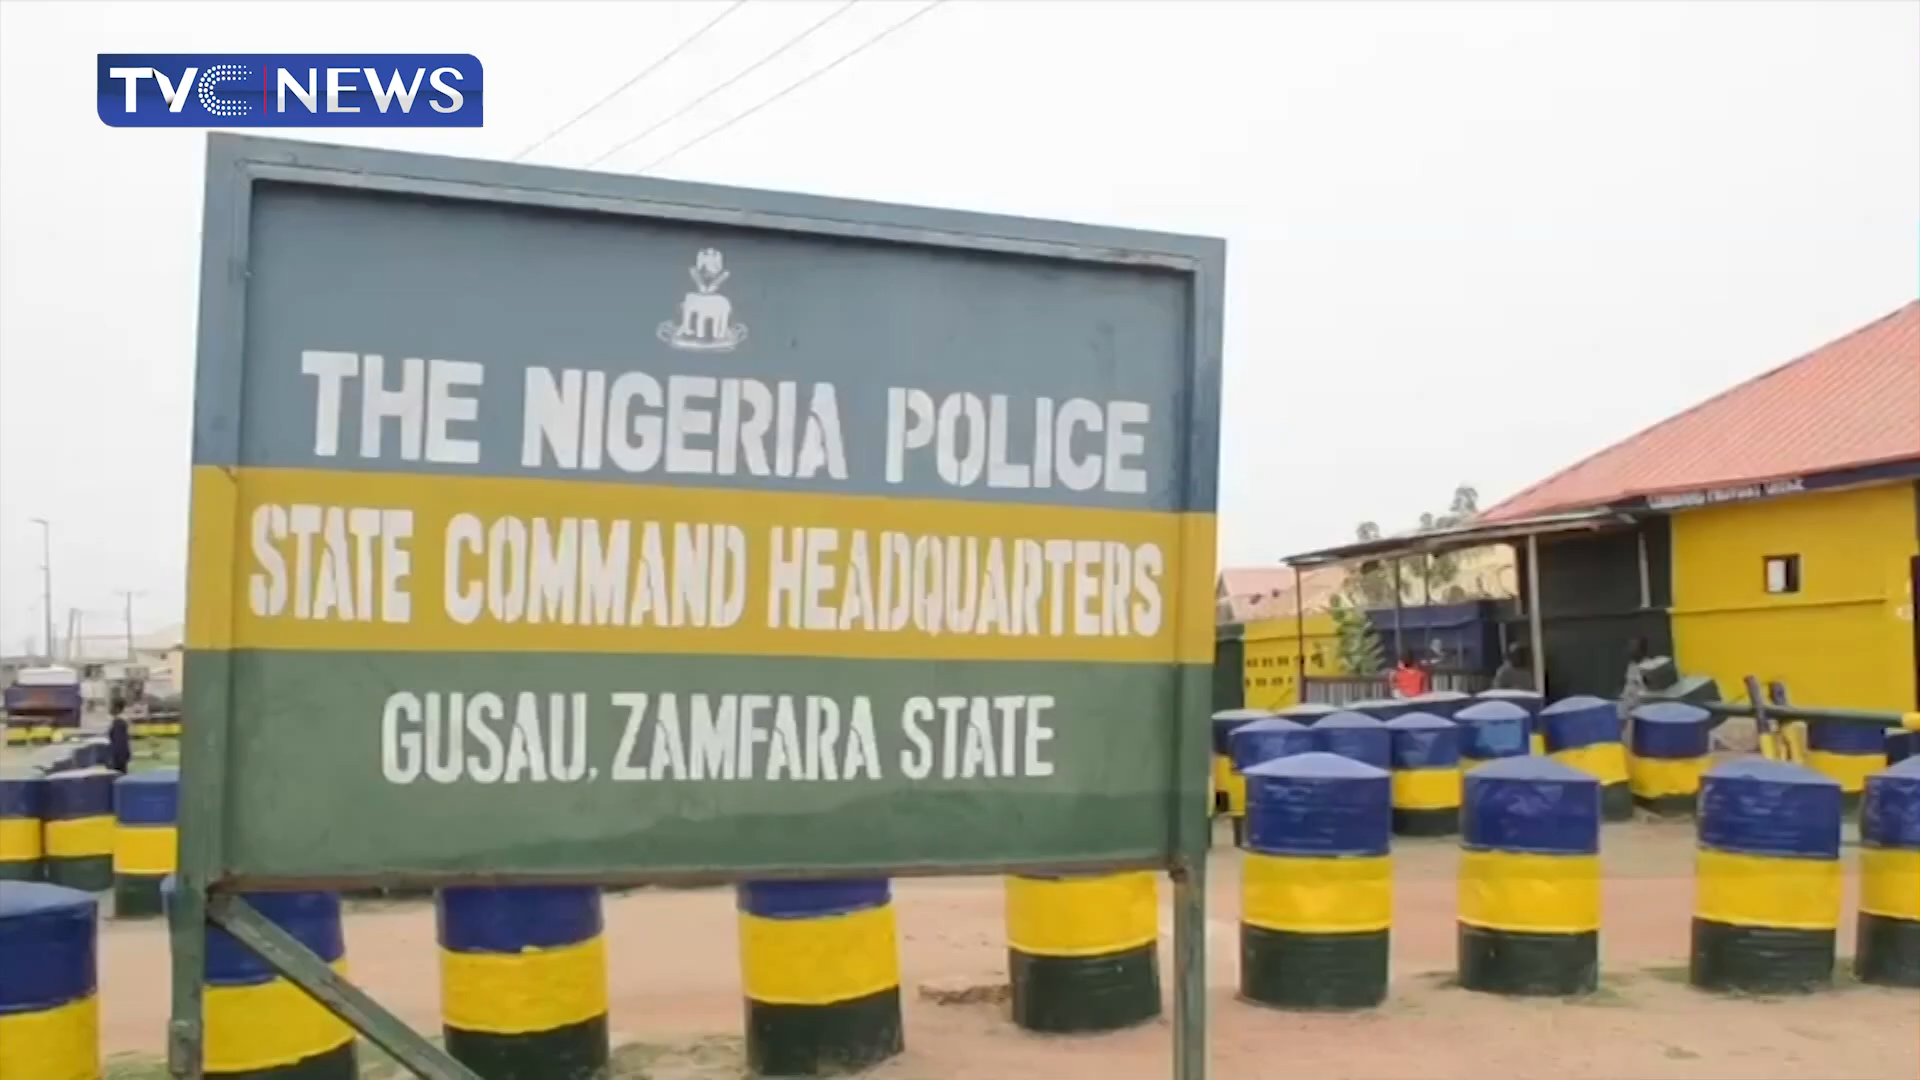 TVC NEWS
THE NIGERIA POLICE
STATE COMMAND HEADQUARTERS
GUSAU, ZAMFARA STATE